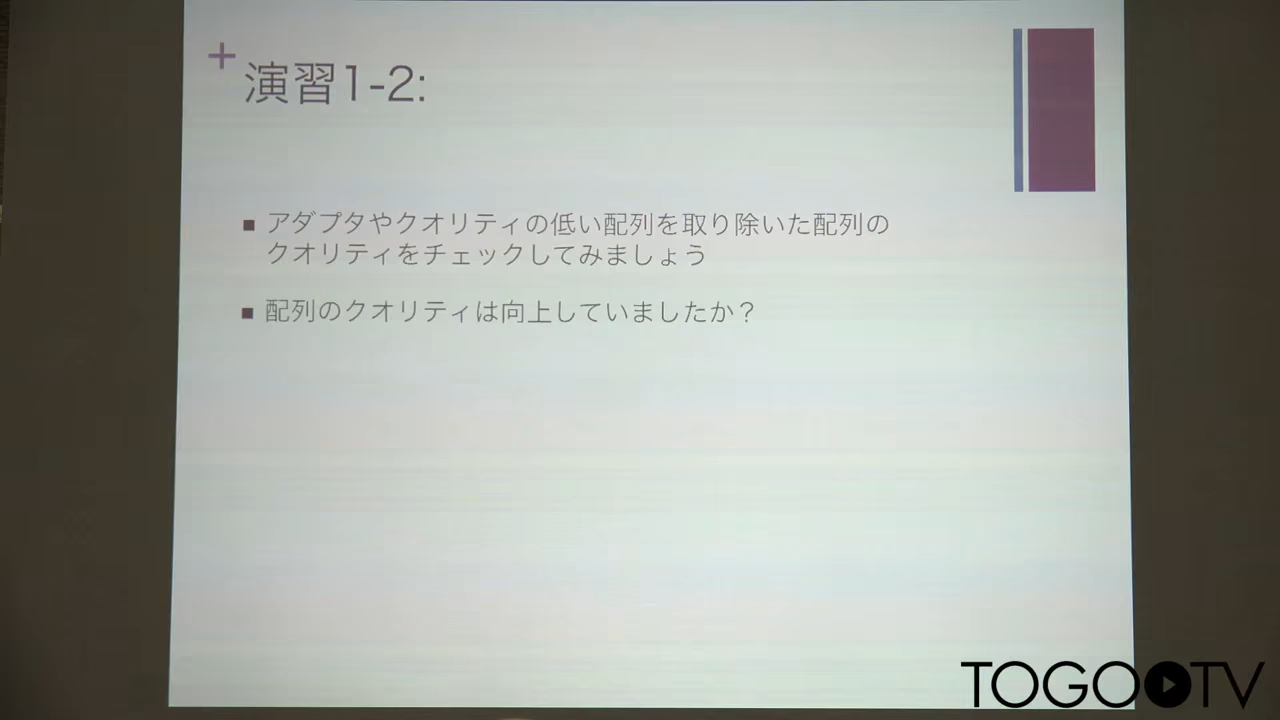 +
演習1-2:
■ アダプタやクオリティの低い配列を取り除いた配列の
クオリティをチェックしてみましょう
■ 配列のクオリティは向上していましたか？
TOGOTV